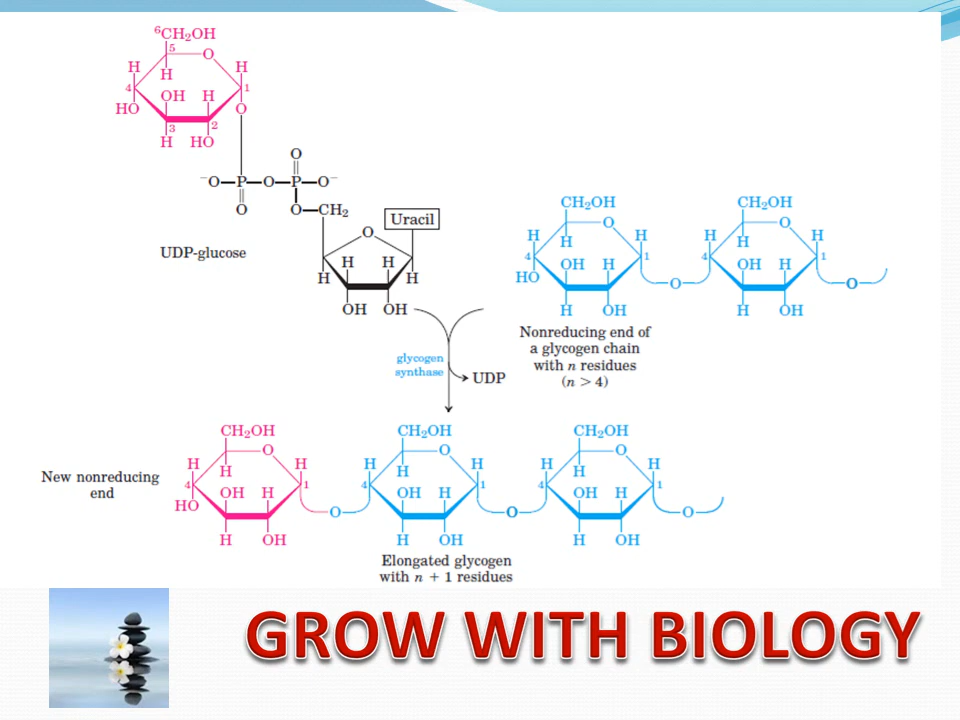 ⁶CH₂OH
5
O
H H H
4 1
OH H
HO O
3 2
H HO
O
⁻O—P—O—P—O⁻
O O—CH₂
Uracil
O
UDP-glucose
H H
H H
OH OH
CH₂OH CH₂OH
O O
H H H H
H H
4 1 4 1
OH H OH H
HO O O
H OH H OH
Nonreducing end of
a glycogen chain
with n residues
(n > 4)
glycogen
synthase
UDP
CH₂OH CH₂OH CH₂OH
O O O
H H H H H H
H H H
4 1 4 1 4 1
OH H OH H OH H
HO O O O
H OH H OH H OH
New nonreducing
end
Elongated glycogen
with n + 1 residues
GROW WITH BIOLOGY